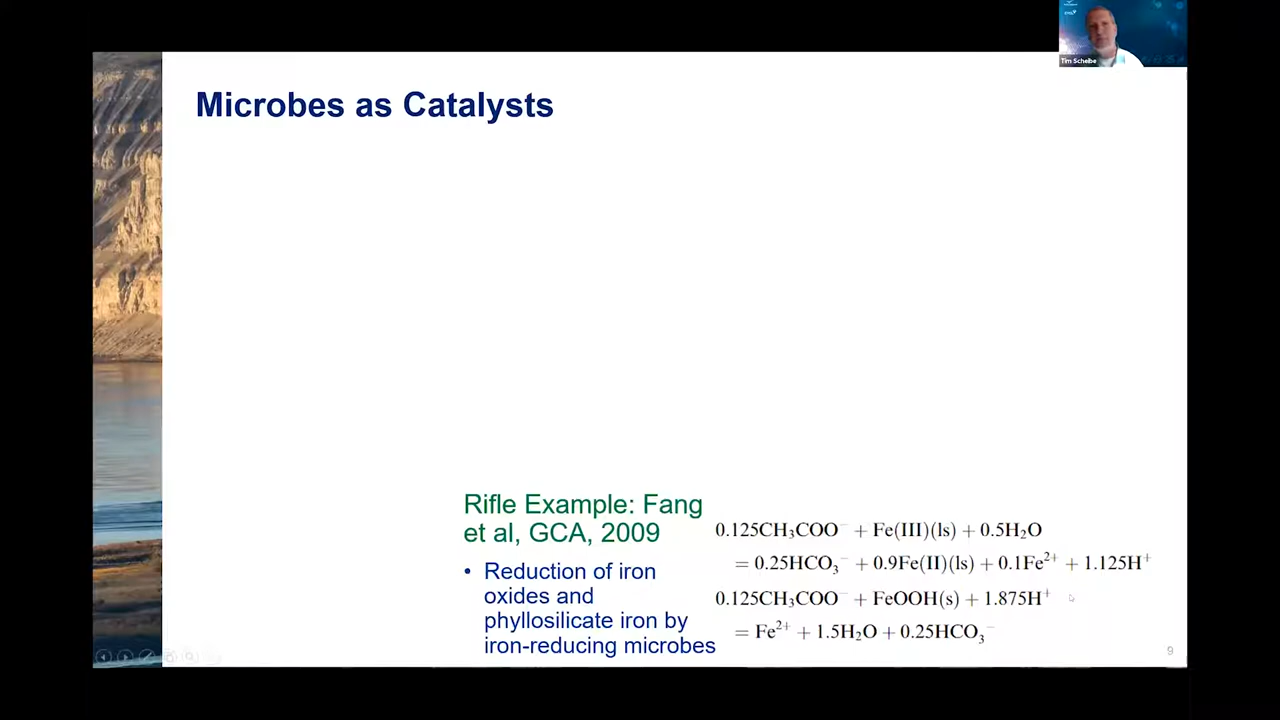 Tim Scheibe
Microbes as Catalysts
Rifle Example: Fang
et al, GCA, 2009
• Reduction of iron
oxides and
phyllosilicate iron by
iron-reducing microbes
0.125CH₃COO⁻ + Fe(III)(ls) + 0.5H₂O
= 0.25HCO₃⁻ + 0.9Fe(II)(ls) + 0.1Fe²⁺ + 1.125H⁺
0.125CH₃COO⁻ + FeOOH(s) + 1.875H⁺
= Fe²⁺ + 1.5H₂O + 0.25HCO₃⁻
9